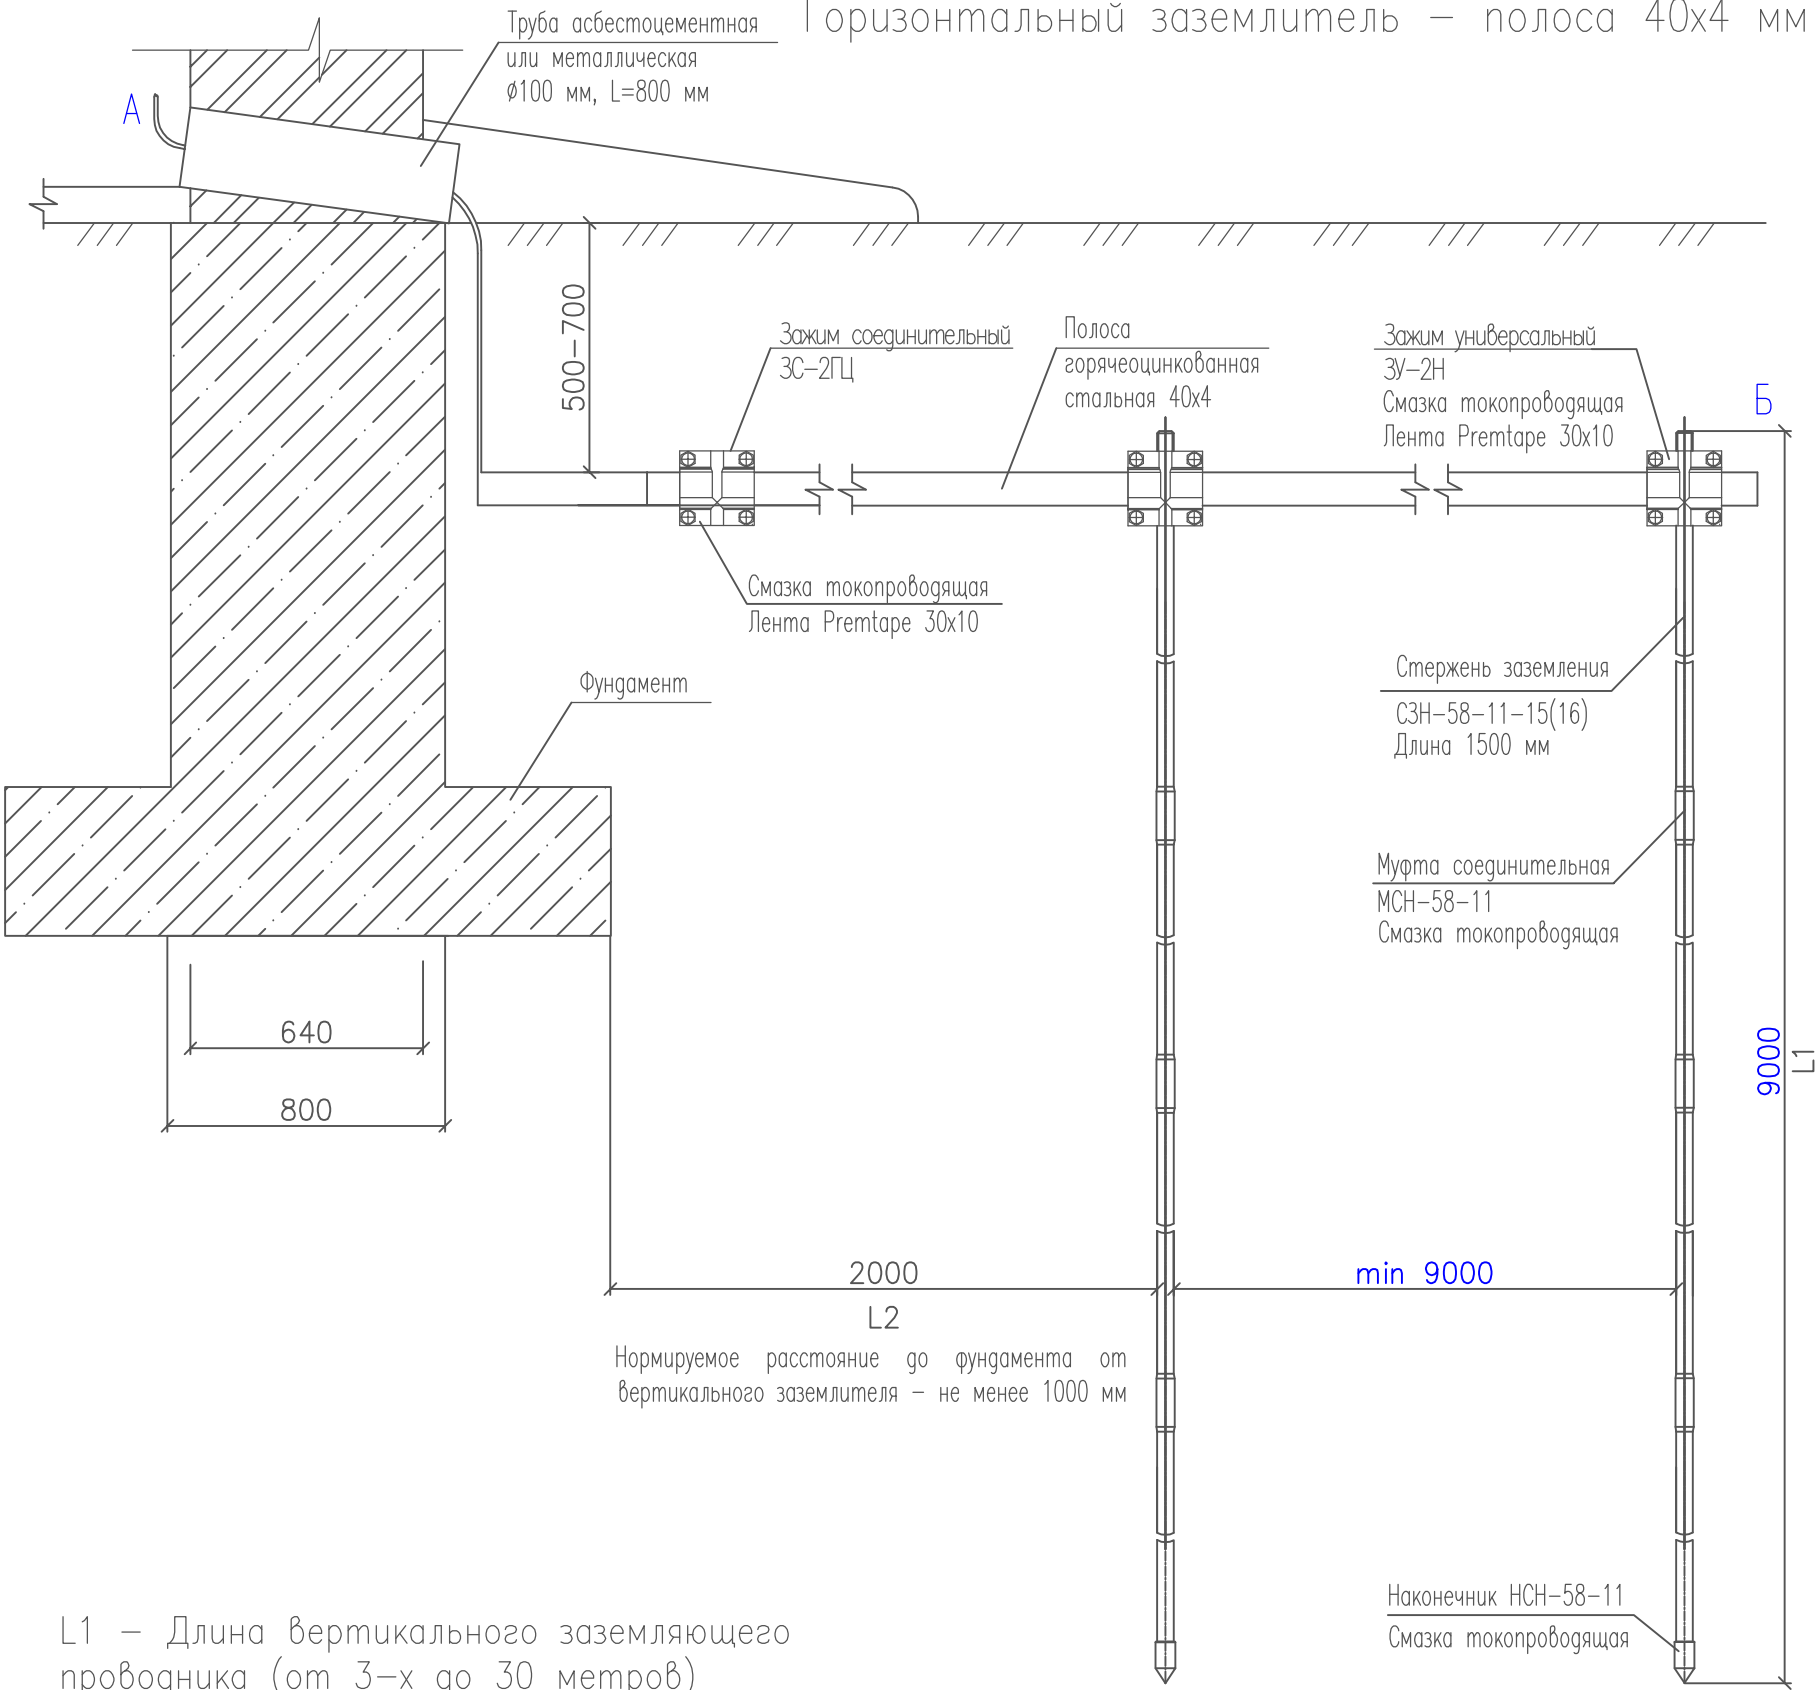 Труба асбестоцементная
или металлическая
ϕ100 мм, L=800 мм
Горизонтальный заземлитель – полоса 40х4 мм
А
500-700
Зажим соединительный
ЗС-2ГЦ
Полоса
горячеоцинкованная
стальная 40х4
Зажим универсальный
ЗУ-2Н
Смазка токопроводящая
Лента Premtape 30х10
Б
Смазка токопроводящая
Лента Premtape 30х10
Фундамент
Стержень заземления
СЗН-58-11-15(16)
Длина 1500 мм
Муфта соединительная
МСН-58-11
Смазка токопроводящая
640
800
9000
L1
2000
L2
min 9000
Нормируемое расстояние до фундамента от
вертикального заземлителя – не менее 1000 мм
Наконечник НСН-58-11
Смазка токопроводящая
L1 – Длина вертикального заземляющего
проводника (от 3-х до 30 метров)